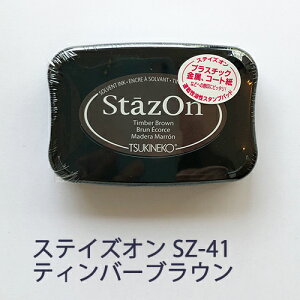 SOLVENT INK • ENCRE À SOLVANT
StāzOn
Timber Brown
Brun Écorce
Madera Marrón
TSUKINEKO
ステイズオン
プラスチック
金属、コート紙
ステイズオン SZ-41
ティンバーブラウン